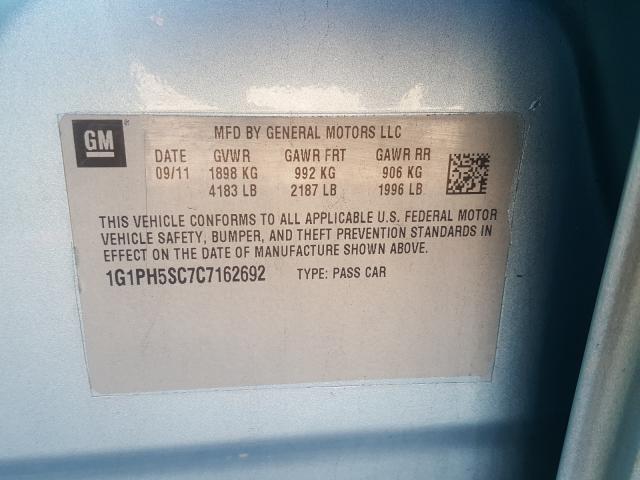 GM
MFD BY GENERAL MOTORS LLC
DATE GVWR GAWR FRT GAWR RR
09/11 1898 KG 992 KG 906 KG
4183 LB 2187 LB 1996 LB
THIS VEHICLE CONFORMS TO ALL APPLICABLE U.S. FEDERAL MOTOR
VEHICLE SAFETY, BUMPER, AND THEFT PREVENTION STANDARDS IN
EFFECT ON THE DATE OF MANUFACTURE SHOWN ABOVE.
1G1PH5SC7C7162692 TYPE: PASS CAR